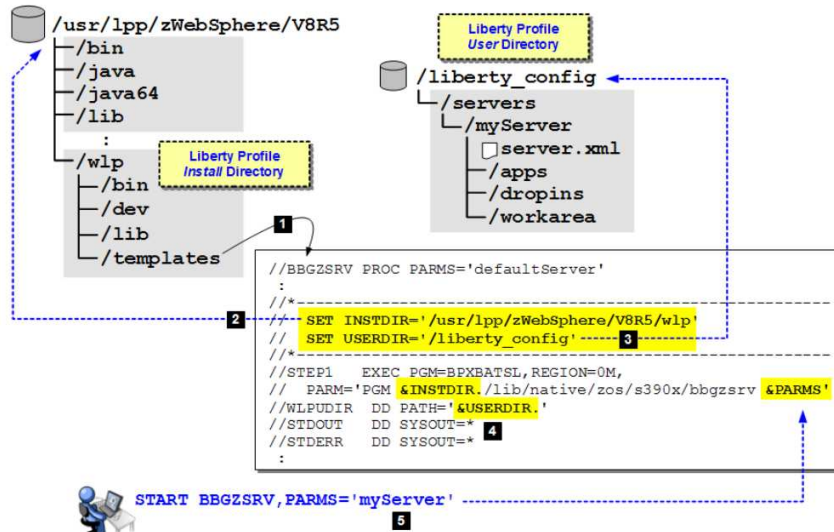 /usr/lpp/zWebSphere/V8R5
/bin
/java
/java64
/lib
:
/wlp
/bin
/dev
/lib
/templates
Liberty Profile
Install Directory
Liberty Profile
User Directory
/liberty_config
/servers
/myServer
server.xml
/apps
/dropins
/workarea
1
//BBGZSRV PROC PARMS='defaultServer'
:
//*------------------------------------------------------
2
// SET INSTDIR='/usr/lpp/zWebSphere/V8R5/wlp'
// SET USERDIR='/liberty_config'
3
//*------------------------------------------------------
//STEP1 EXEC PGM=BPXBATSL,REGION=0M,
// PARM='PGM &INSTDIR./lib/native/zos/s390x/bbgzsrv &PARMS'
//WLPUDIR DD PATH='&USERDIR.'
//STDOUT DD SYSOUT=*
4
//STDERR DD SYSOUT=*
:
START BBGZSRV,PARMS='myServer'
5